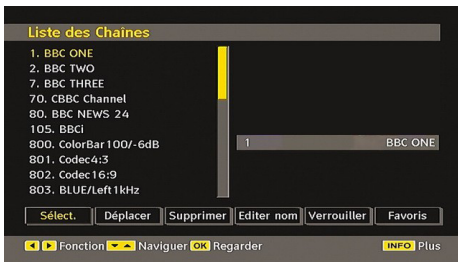 Liste des Chaînes
1. BBC ONE
2. BBC TWO
7. BBC THREE
70. CBBC Channel
80. BBC NEWS 24
105. BBCi
800. ColorBar100/-6dB
801. Codec4:3
802. Codec16:9
803. BLUE/Left1kHz
1 BBC ONE
Sélect. Déplacer Supprimer Editer nom Verrouiller Favoris
Fonction Naviguer OK Regarder INFO Plus